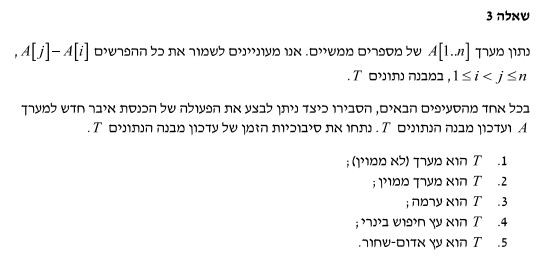 שאלה 3
נתון מערך A[1..n] של מספרים ממשיים. אנו מעוניינים לשמור את כל ההפרשים A[j]−A[i] ,
1≤i<j≤n, במבנה נתונים T.
בכל אחד מהסעיפים הבאים, הסבירו כיצד ניתן לבצע את הפעולה של הכנסת איבר חדש למערך
A ועדכון מבנה הנתונים T. נתחו את סיבוכיות הזמן של עדכון מבנה הנתונים T.
1. T הוא מערך (לא ממוין);
2. T הוא מערך ממוין;
3. T הוא ערמה;
4. T הוא עץ חיפוש בינרי;
5. T הוא עץ אדום-שחור.